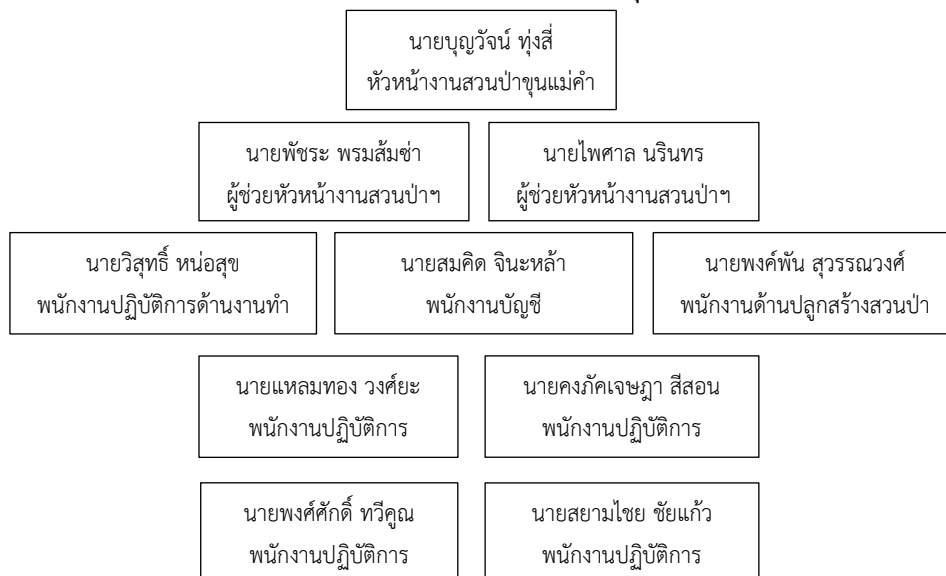 นายบุญวัจน์ ทุ่งสี่
หัวหน้างานสวนป่าขุนแม่คำ
นายพัชระ พรมส้มซ่า
ผู้ช่วยหัวหน้างานสวนป่าฯ
นายไพศาล นรินทร
ผู้ช่วยหัวหน้างานสวนป่าฯ
นายวิสุทธิ์ หน่อสุข
พนักงานปฏิบัติการด้านงานทำ
นายสมคิด จินะหล้า
พนักงานบัญชี
นายพงค์พัน สุวรรณวงศ์
พนักงานด้านปลูกสร้างสวนป่า
นายแหลมทอง วงศ์ยะ
พนักงานปฏิบัติการ
นายคงภัคเจษฎา สีสอน
พนักงานปฏิบัติการ
นายพงศ์ศักดิ์ ทวีคูณ
พนักงานปฏิบัติการ
นายสยามไชย ชัยแก้ว
พนักงานปฏิบัติการ